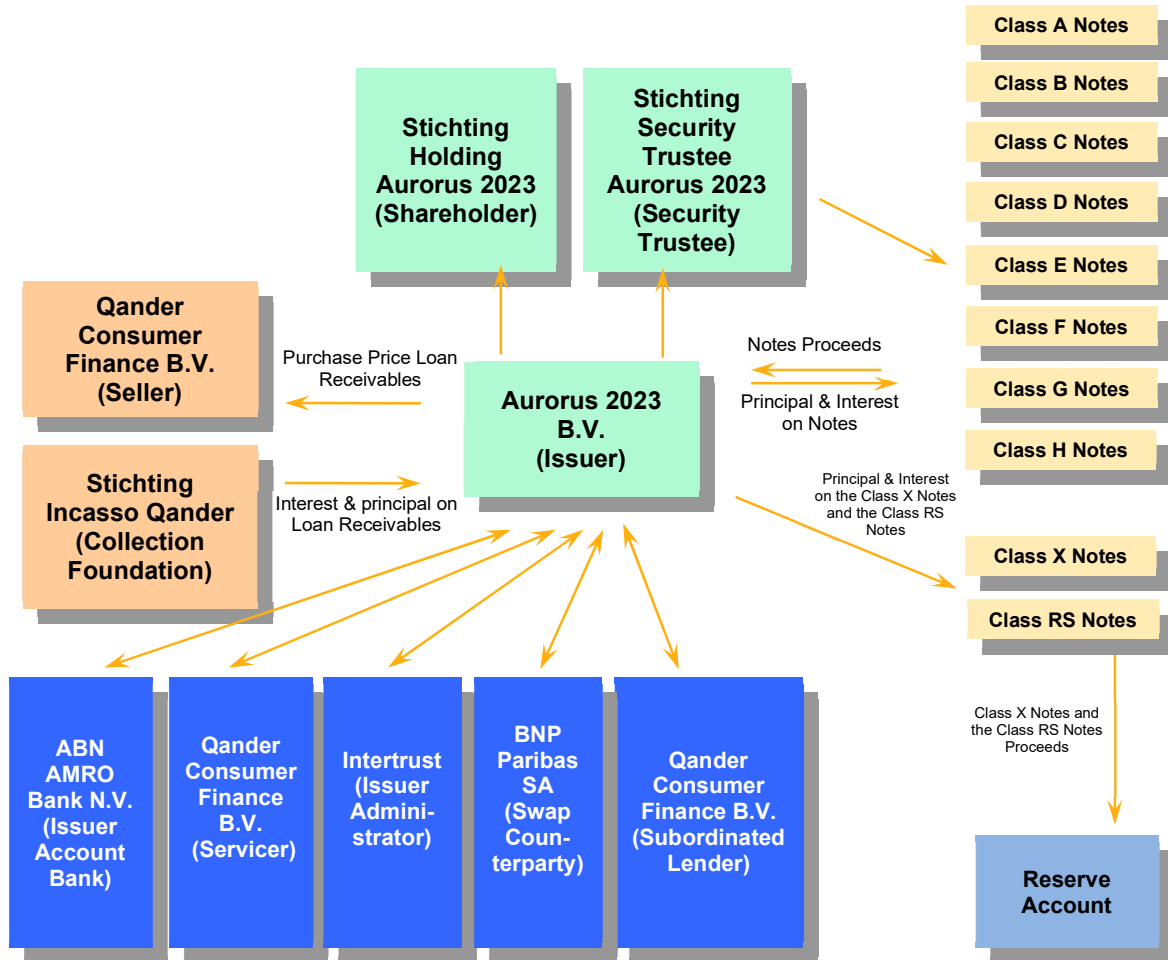 Class A Notes
Class B Notes
Class C Notes
Class D Notes
Class E Notes
Class F Notes
Class G Notes
Class H Notes
Class X Notes
Class RS Notes
Stichting
Holding
Aurorus 2023
(Shareholder)
Stichting
Security
Trustee
Aurorus 2023
(Security
Trustee)
Qander
Consumer
Finance B.V.
(Seller)
Purchase Price Loan
Receivables
Aurorus 2023
B.V.
(Issuer)
Notes Proceeds
Principal & Interest
on Notes
Stichting
Incasso Qander
(Collection
Foundation)
Interest & principal on
Loan Receivables
Principal & Interest
on the Class X Notes
and the Class RS
Notes
ABN
AMRO
Bank N.V.
(Issuer
Account
Bank)
Qander
Consumer
Finance
B.V.
(Servicer)
Intertrust
(Issuer
Admini-
strator)
BNP
Paribas
SA
(Swap
Coun-
terparty)
Qander
Consumer
Finance B.V.
(Subordinated
Lender)
Class X Notes and
the Class RS Notes
Proceeds
Reserve
Account